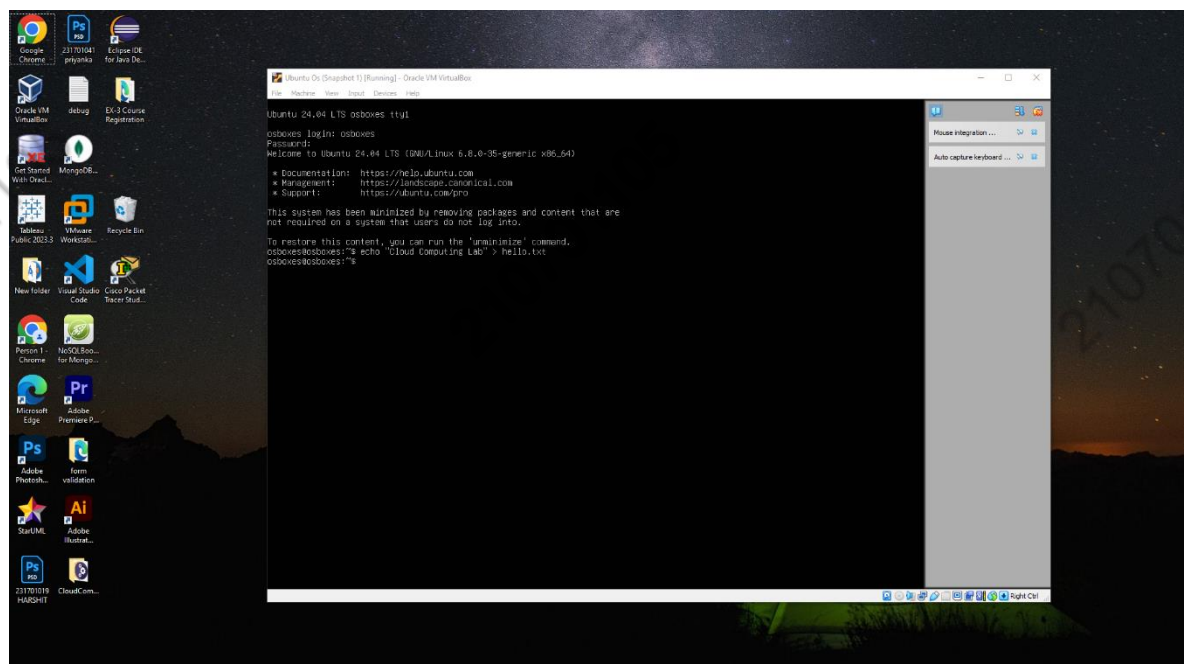 Google Chrome
231701041 priyanka
Eclipse IDE for Java De...
Oracle VM VirtualBox
debug
EX-3 Course Registration
Get Started With Oracl...
MongoDB...
Tableau Public 2023.3
VMware Workstati...
Recycle Bin
New folder
Visual Studio Code
Cisco Packet Tracer Stud...
Person 1 - Chrome
NoSQLBoo... for Mongo...
Microsoft Edge
Adobe Premiere P...
Adobe Photosh...
form validation
StarUML
Adobe Illustrat...
231701019 HARSHIT
CloudCom...
Ubuntu Os (Snapshot 1) [Running] - Oracle VM VirtualBox
File Machine View Input Devices Help
Ubuntu 24.04 LTS osboxes tty1
osboxes login: osboxes
Password:
Welcome to Ubuntu 24.04 LTS (GNU/Linux 6.8.0-35-generic x86_64)
* Documentation: https://help.ubuntu.com
* Management: https://landscape.canonical.com
* Support: https://ubuntu.com/pro
This system has been minimized by removing packages and content that are
not required on a system that users do not log into.
To restore this content, you can run the 'unminimize' command.
osboxes@osboxes:~$ echo "Cloud Computing Lab" > hello.txt
osboxes@osboxes:~$
Mouse integration ...
Auto capture keyboard ...
Right Ctrl